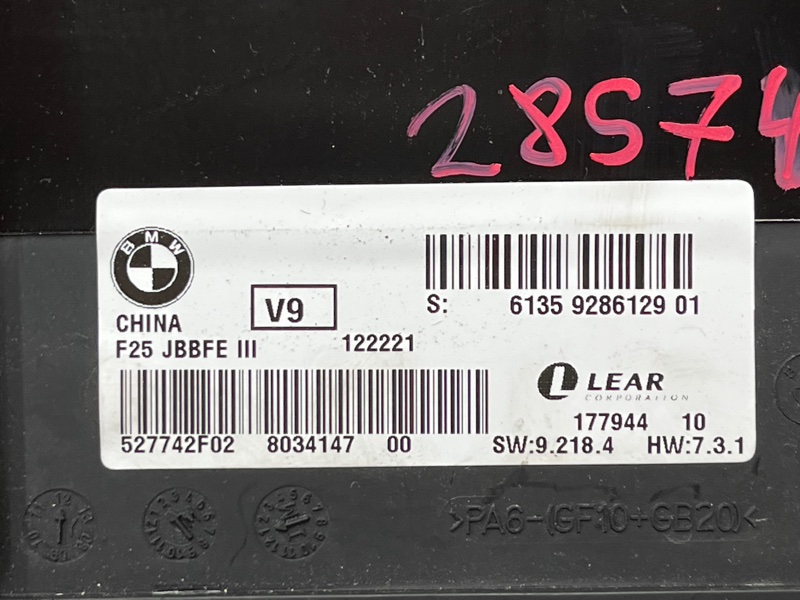 28574
BMW
V9
S: 6135 9286129 01
CHINA
F25 JBBFE III 122221
LEAR
CORPORATION
177944 10
527742F02 8034147 00
SW:9.218.4 HW:7.3.1
>PA6-(GF10+GB20)<